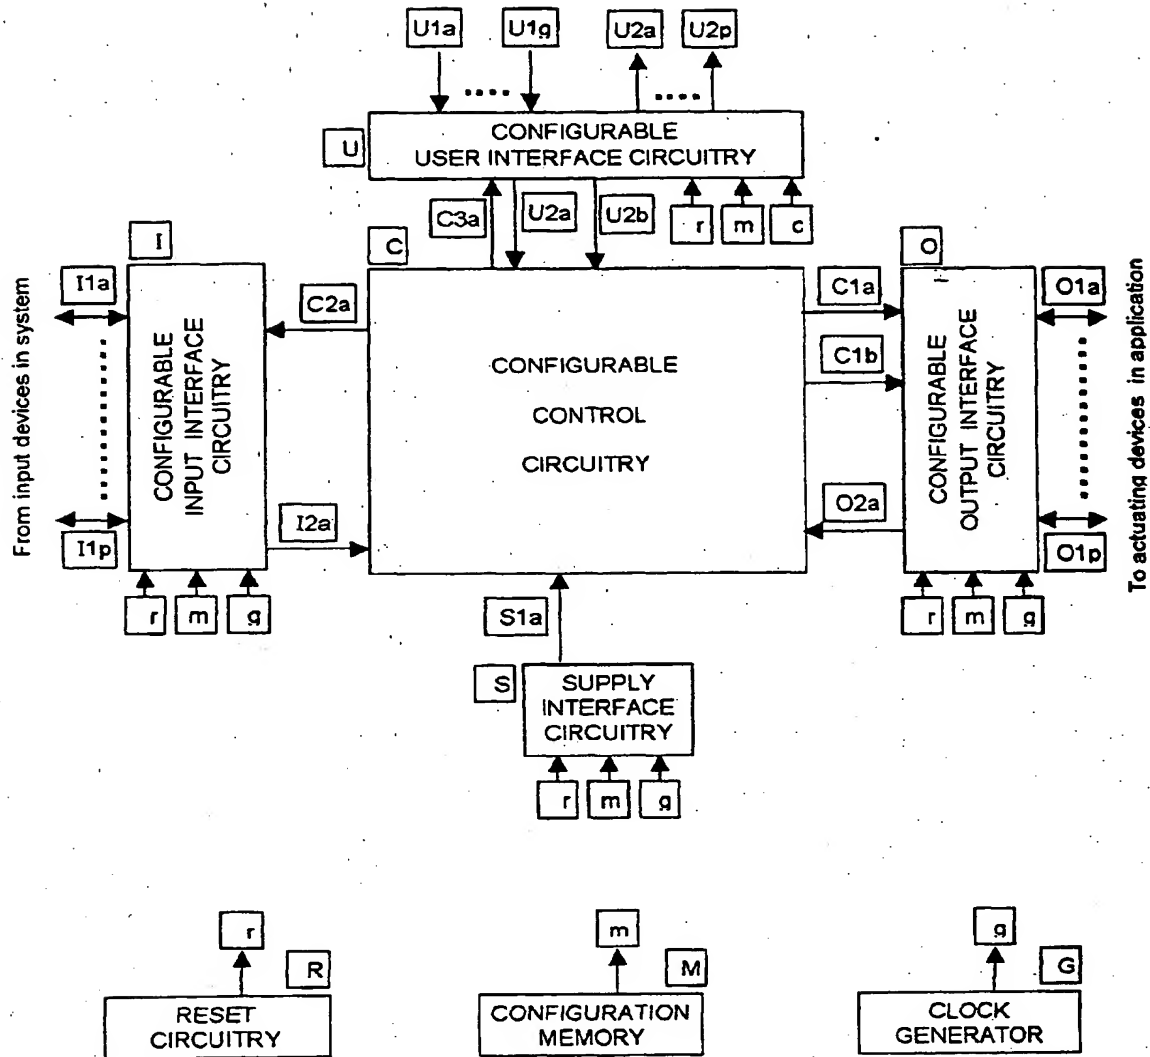 U1a U1g U2a U2p
U
CONFIGURABLE
USER INTERFACE CIRCUITRY
C3a U2a U2b r m c
I
C
O
From input devices in system
I1a
I1p
CONFIGURABLE
INPUT INTERFACE
CIRCUITRY
C2a
I2a
CONFIGURABLE
CONTROL
CIRCUITRY
C1a
C1b
O2a
CONFIGURABLE
OUTPUT INTERFACE
CIRCUITRY
O1a
O1p
To actuating devices in application
r m g
r m g
S1a
S
SUPPLY
INTERFACE
CIRCUITRY
r m g
r
R
RESET
CIRCUITRY
m
M
CONFIGURATION
MEMORY
g
G
CLOCK
GENERATOR